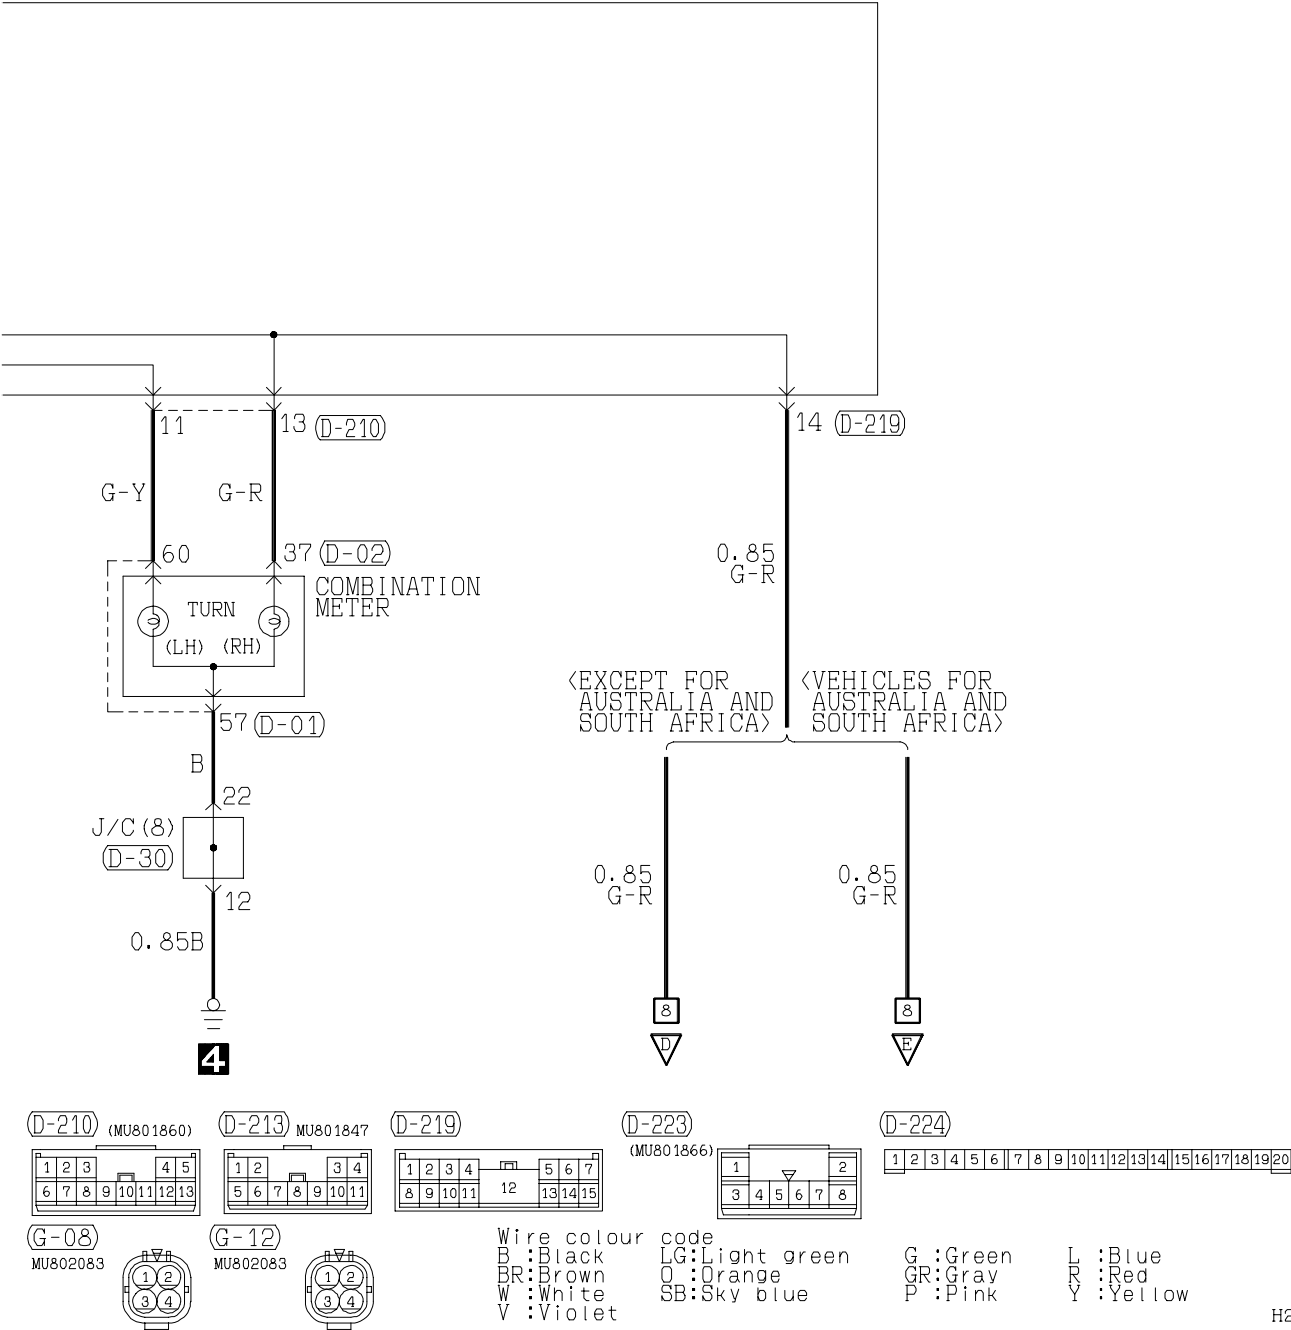 11 13 (D-210) 14 (D-219)
G-Y G-R
60 37 (D-02)
0.85
G-R
COMBINATION
METER
TURN
(LH) (RH)
<EXCEPT FOR
AUSTRALIA AND
SOUTH AFRICA>
<VEHICLES FOR
AUSTRALIA AND
SOUTH AFRICA>
57 (D-01)
B
22
J/C(8)
(D-30)
12
0.85
G-R
0.85
G-R
0.85B
8 8
D E
4
(D-210) (MU801860)
1 2 3 4 5
6 7 8 9 10 11 12 13
(D-213) MU801847
1 2 3 4
5 6 7 8 9 10 11
(D-219)
1 2 3 4 5 6 7
8 9 10 11 12 13 14 15
(D-223)
(MU801866)
1 2
3 4 5 6 7 8
(D-224)
1 2 3 4 5 6 7 8 9 10 11 12 13 14 15 16 17 18 19 20
(G-08)
MU802083
1 2
3 4
(G-12)
MU802083
1 2
3 4
Wire colour code
B :Black LG:Light green G :Green L :Blue
BR:Brown O :Orange GR:Gray R :Red
W :White SB:Sky blue P :Pink Y :Yellow
V :Violet
H2